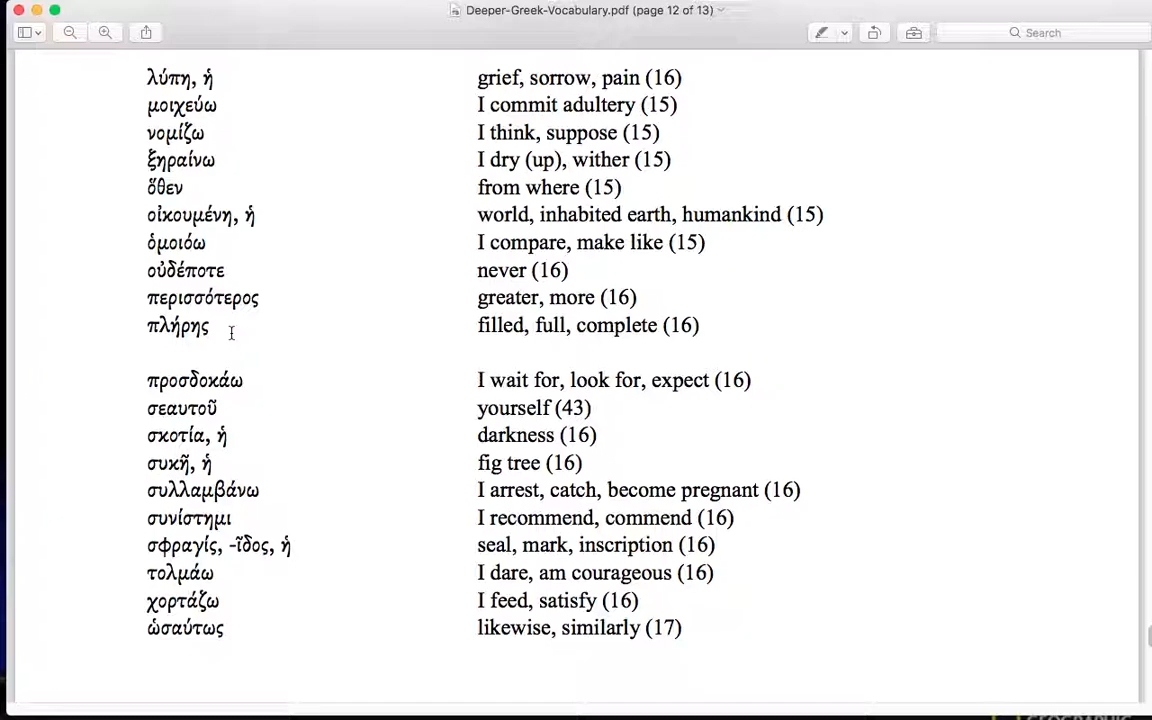 Deeper-Greek-Vocabulary.pdf (page 12 of 13)
Search
λύπη, ἡ grief, sorrow, pain (16)
μοιχεύω I commit adultery (15)
νομίζω I think, suppose (15)
ξηραίνω I dry (up), wither (15)
ὅθεν from where (15)
οἰκουμένη, ἡ world, inhabited earth, humankind (15)
ὁμοιόω I compare, make like (15)
οὐδέποτε never (16)
περισσότερος greater, more (16)
πλήρης filled, full, complete (16)
προσδοκάω I wait for, look for, expect (16)
σεαυτοῦ yourself (43)
σκοτία, ἡ darkness (16)
συκῆ, ἡ fig tree (16)
συλλαμβάνω I arrest, catch, become pregnant (16)
συνίστημι I recommend, commend (16)
σφραγίς, -ῖδος, ἡ seal, mark, inscription (16)
τολμάω I dare, am courageous (16)
χορτάζω I feed, satisfy (16)
ὡσαύτως likewise, similarly (17)